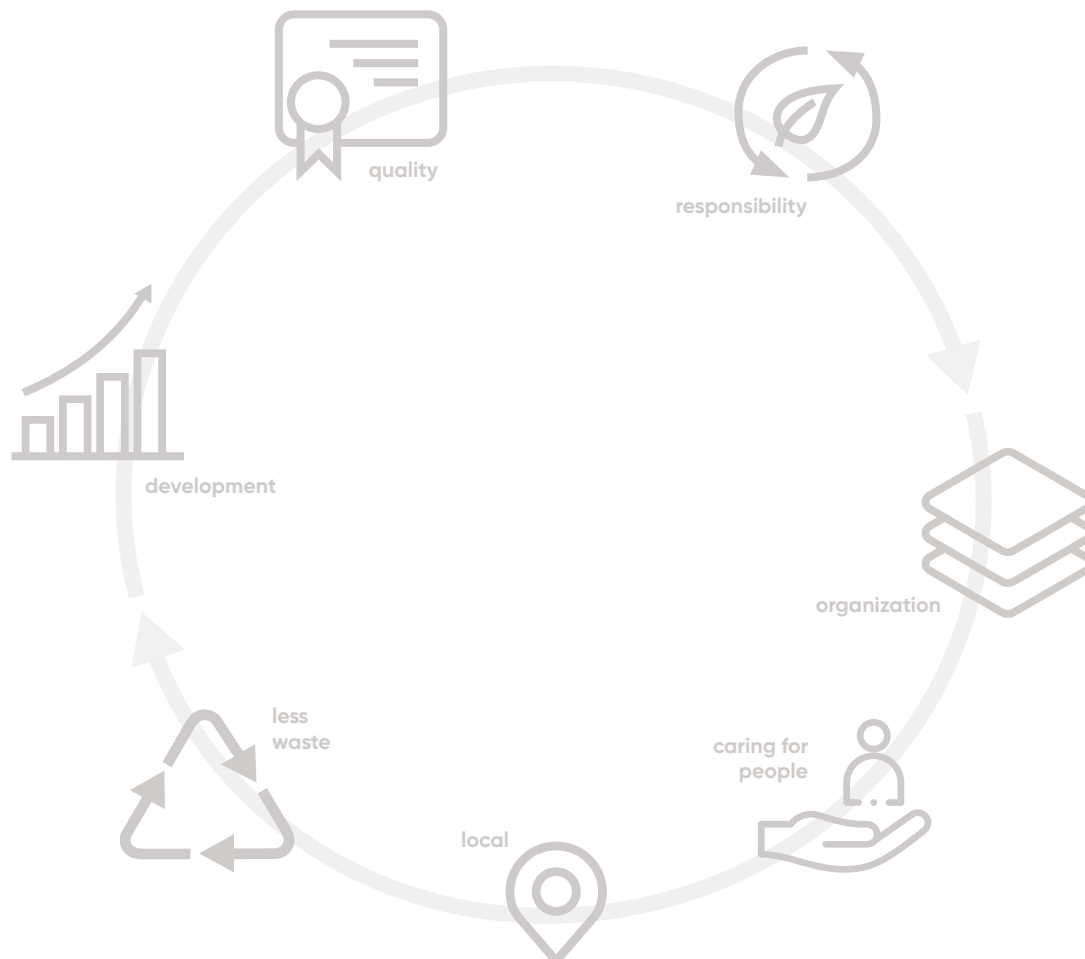 quality
responsibility
development
organization
less
waste
caring for
people
local